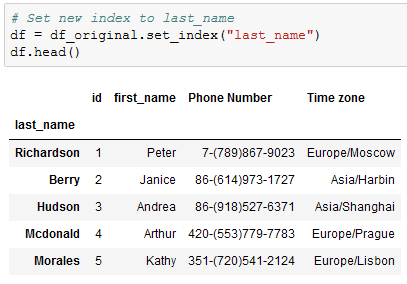 # Set new index to last_name
df = df_original.set_index("last_name")
df.head()
id first_name Phone Number Time zone
last_name
Richardson 1 Peter 7-(789)867-9023 Europe/Moscow
Berry 2 Janice 86-(614)973-1727 Asia/Harbin
Hudson 3 Andrea 86-(918)527-6371 Asia/Shanghai
Mcdonald 4 Arthur 420-(553)779-7783 Europe/Prague
Morales 5 Kathy 351-(720)541-2124 Europe/Lisbon